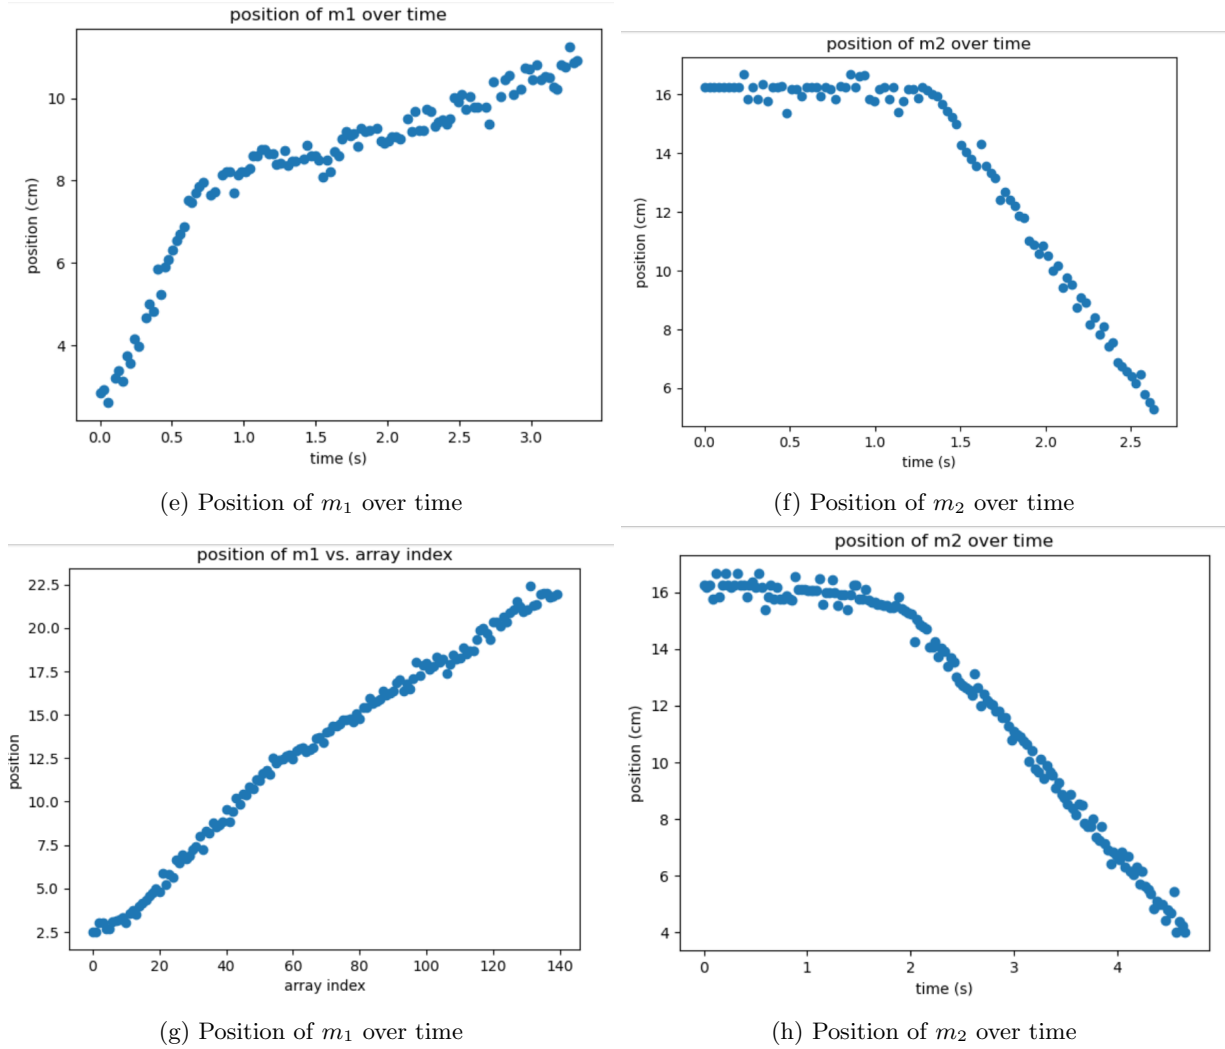 position of m1 over time
10
8
6
4
position (cm)
0.0 0.5 1.0 1.5 2.0 2.5 3.0
time (s)
(e) Position of m₁ over time
position of m2 over time
16
14
12
10
8
6
position (cm)
0.0 0.5 1.0 1.5 2.0 2.5
time (s)
(f) Position of m₂ over time
position of m1 vs. array index
22.5
20.0
17.5
15.0
12.5
10.0
7.5
5.0
2.5
position
0 20 40 60 80 100 120 140
array index
(g) Position of m₁ over time
position of m2 over time
16
14
12
10
8
6
4
position (cm)
0 1 2 3 4
time (s)
(h) Position of m₂ over time